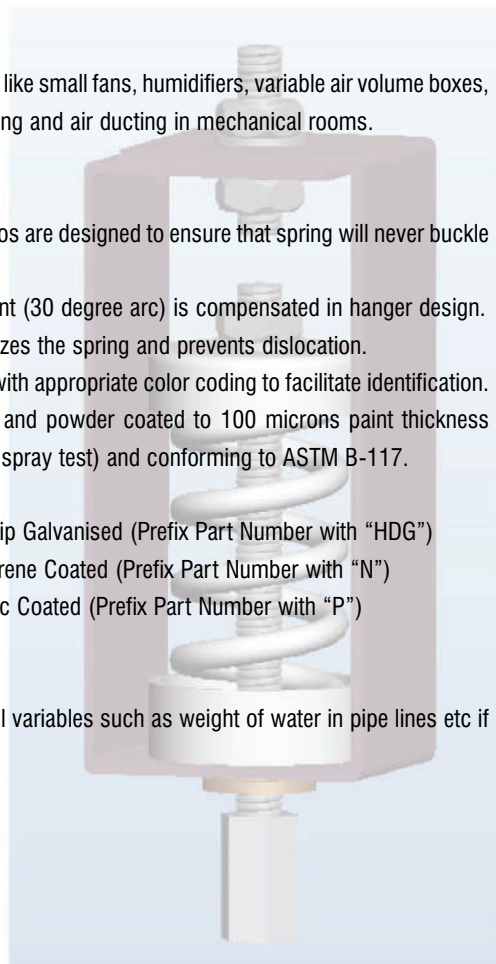 like small fans, humidifiers, variable air volume boxes,
ng and air ducting in mechanical rooms.
os are designed to ensure that spring will never buckle
nt (30 degree arc) is compensated in hanger design.
zes the spring and prevents dislocation.
with appropriate color coding to facilitate identification.
and powder coated to 100 microns paint thickness
spray test) and conforming to ASTM B-117.
ip Galvanised (Prefix Part Number with “HDG”)
rene Coated (Prefix Part Number with “N”)
c Coated (Prefix Part Number with “P”)
l variables such as weight of water in pipe lines etc if